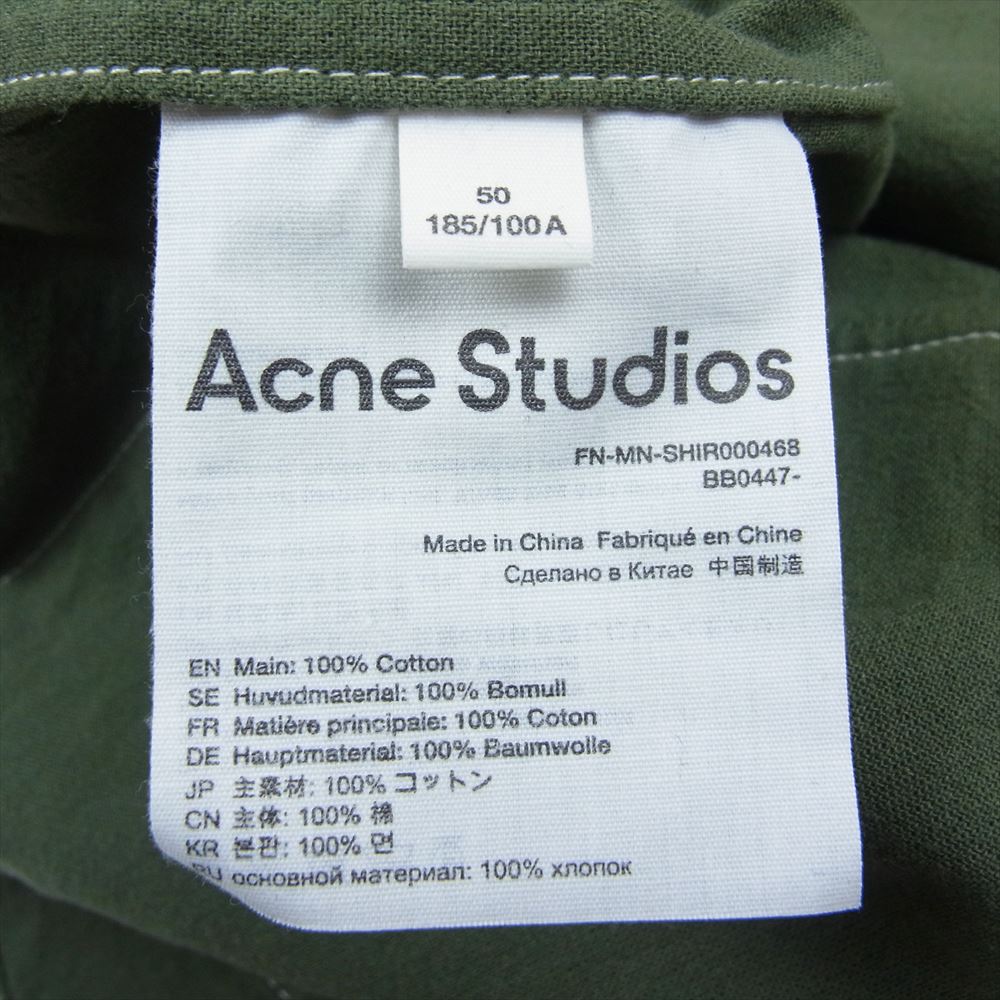 50
185/100A
Acne Studios
FN-MN-SHIR000468
BB0447-
Made in China Fabriqué en Chine
Сделано в Китае 中国制造
EN Main: 100% Cotton
SE Huvudmaterial: 100% Bomull
FR Matière principale: 100% Coton
DE Hauptmaterial: 100% Baumwolle
JP 主素材: 100% コットン
CN 主体: 100% 棉
KR 본판: 100% 면
RU основной материал: 100% хлопок